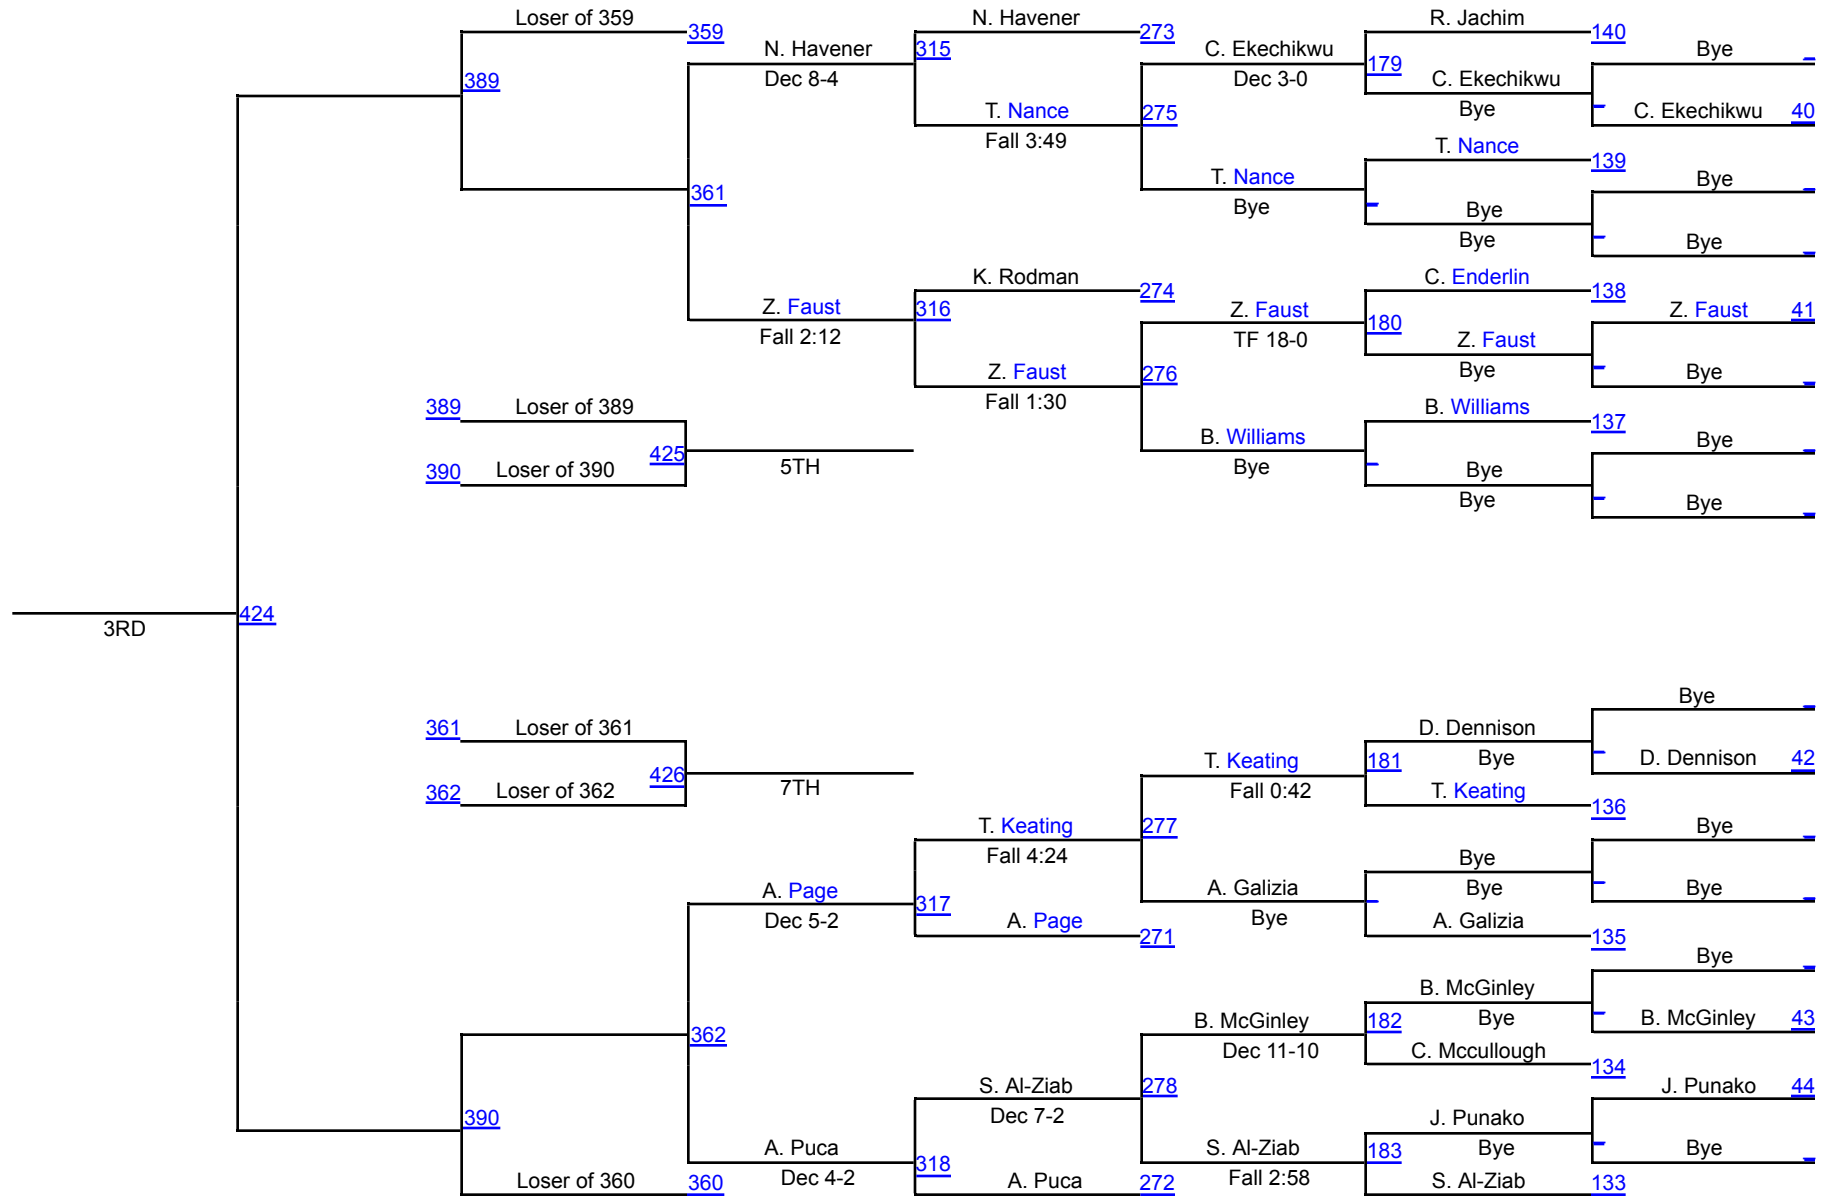 Loser of 359
359
N. Havener
273
R. Jachim
140
N. Havener
315
C. Ekechikwu
Bye
Dec 8-4
Dec 3-0
179
C. Ekechikwu
389
Bye
T. Nance
275
C. Ekechikwu 40
Fall 3:49
T. Nance
139
T. Nance
Bye
361
Bye
Bye
Bye
Bye
K. Rodman
274
C. Enderlin
138
Z. Faust
316
Z. Faust
Z. Faust 41
Fall 2:12
TF 18-0
180
Z. Faust
Z. Faust
276
Bye
Bye
Fall 1:30
389
Loser of 389
B. Williams
137
B. Williams
Bye
425
5TH
390
Loser of 390
Bye
Bye
Bye
Bye
424
3RD
Bye
361
Loser of 361
D. Dennison
T. Keating
181
Bye
D. Dennison 42
426
7TH
362
Loser of 362
Fall 0:42
T. Keating
136
T. Keating
277
Bye
Fall 4:24
Bye
A. Page
A. Galizia
Bye
Bye
317
Dec 5-2
A. Page
271
Bye
A. Galizia
135
Bye
B. McGinley
362
B. McGinley
182
Bye
B. McGinley 43
Dec 11-10
C. Mccullough
134
S. Al-Ziab
278
J. Punako 44
390
Dec 7-2
J. Punako
A. Puca
318
S. Al-Ziab
183
Bye
Bye
Loser of 360
360
Dec 4-2
A. Puca
272
Fall 2:58
S. Al-Ziab
133